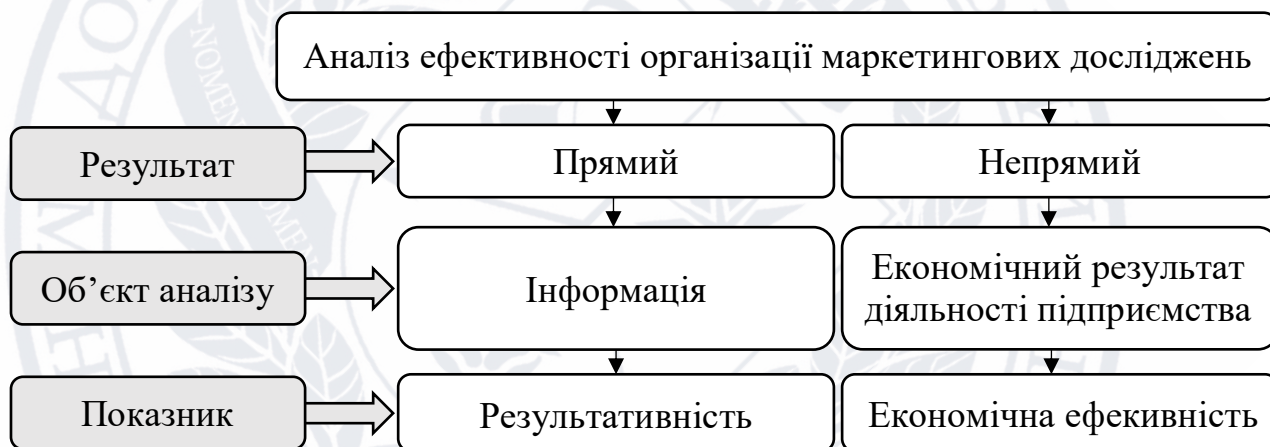 Аналіз ефективності організації маркетингових досліджень
Результат
Прямий
Непрямий
Об’єкт аналізу
Інформація
Економічний результат
діяльності підприємства
Показник
Результативність
Економічна ефекивність